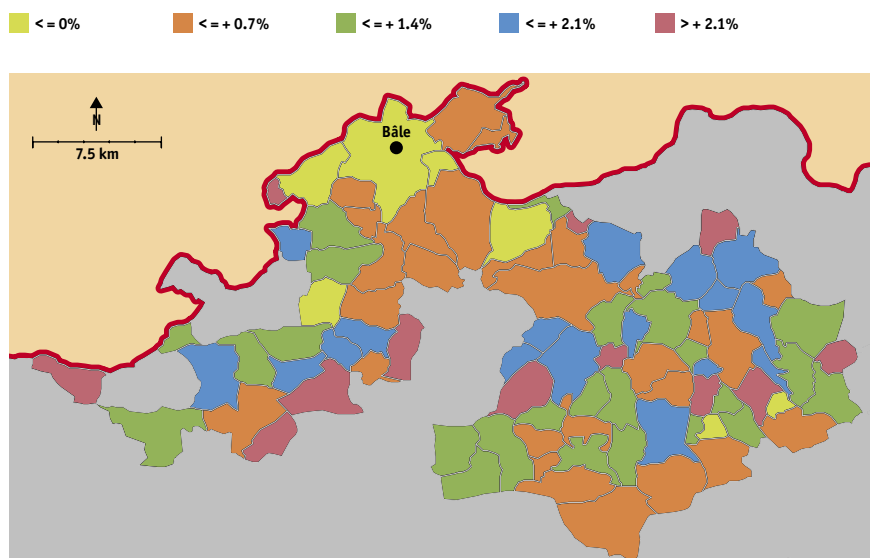 <= 0% <= + 0.7% <= + 1.4% <= + 2.1% > + 2.1%
N
Bâle
7.5 km